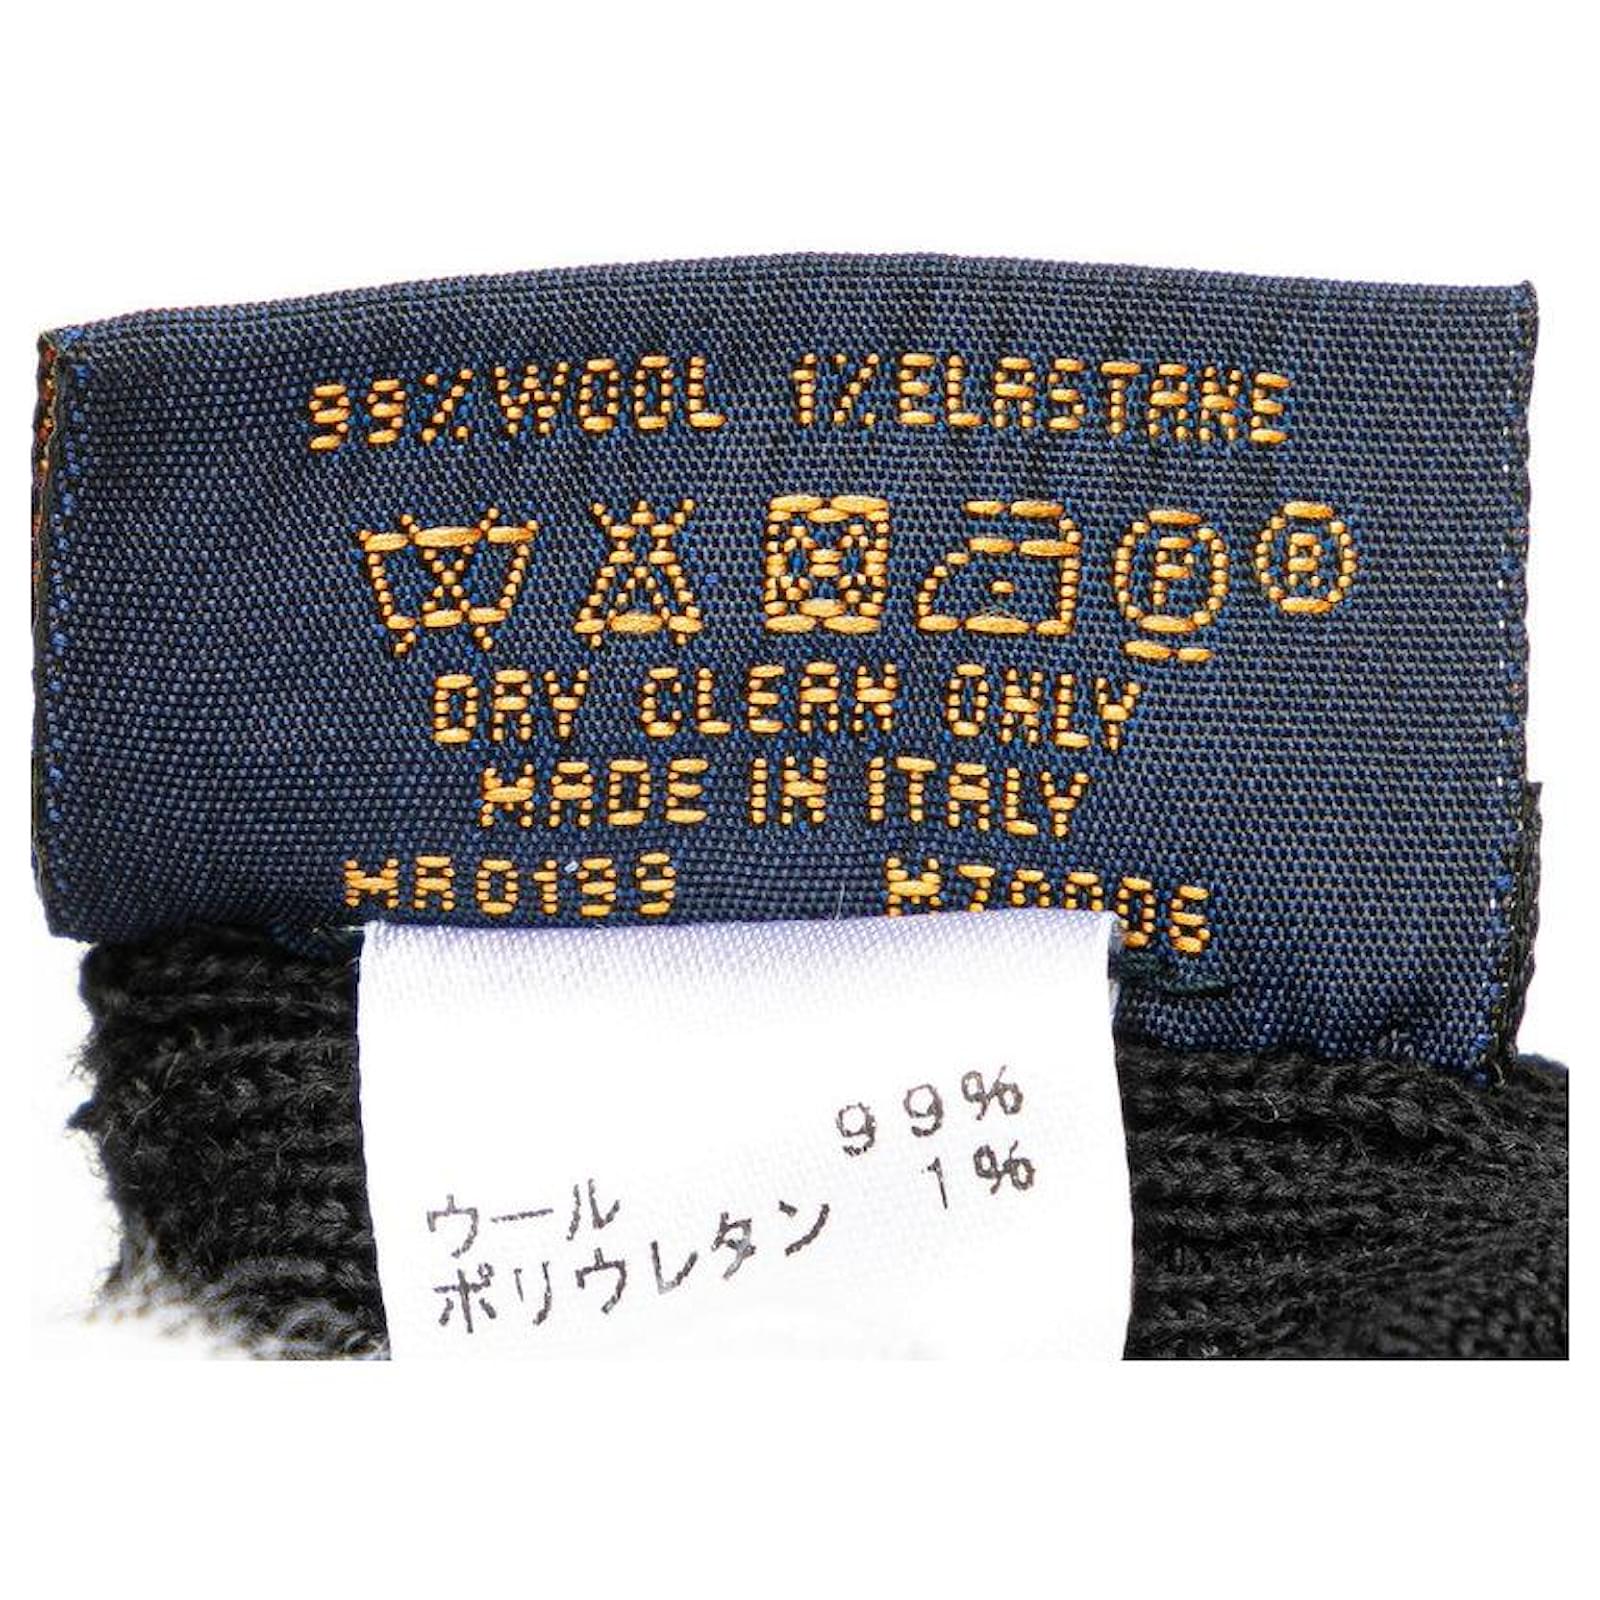 99% WOOL 1% ELASTANE
F R
DRY CLEAN ONLY
MADE IN ITALY
MA0199
99%
ウール 1%
ポリウレタン